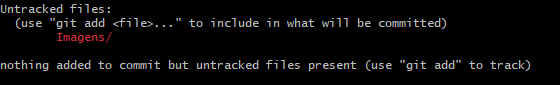 Untracked files:
  (use "git add <file>..." to include in what will be committed)
        Imagens/
nothing added to commit but untracked files present (use "git add" to track)